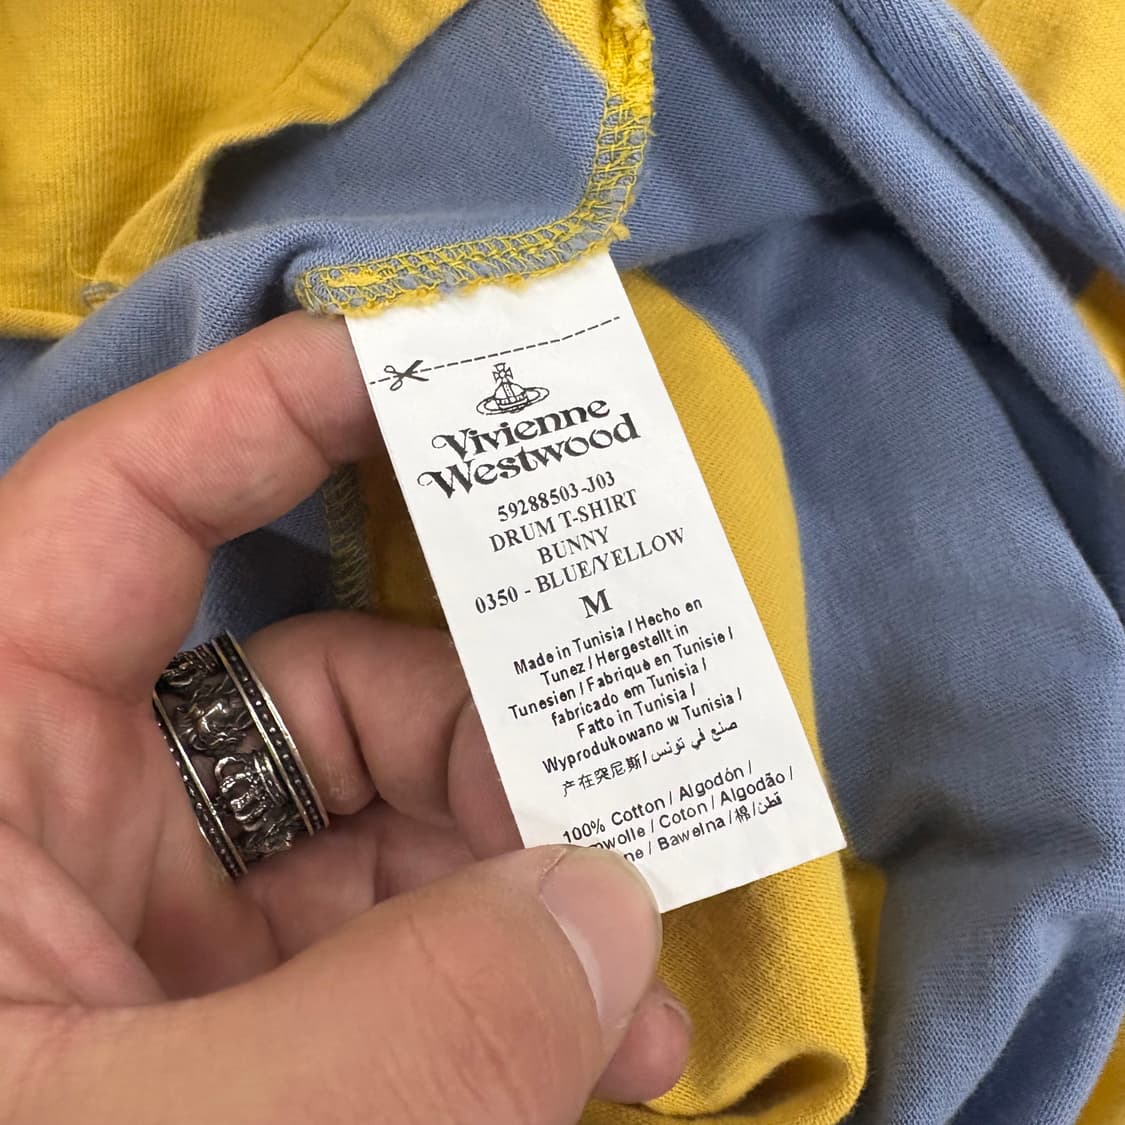 Vivienne
Westwood
59288503-J03
DRUM T-SHIRT
BUNNY
0350 - BLUE/YELLOW
M
Made in Tunisia / Hecho en
Tunez / Hergestellt in
Tunesien / Fabriqué en Tunisie /
fabricado em Tunisia /
Fatto in Tunisia /
Wyprodukowano w Tunisia /
产在突尼斯/ صنع في تونس
100% Cotton / Algodón /
/ Coton / Algodão /
/ Bawełna /棉/قطن